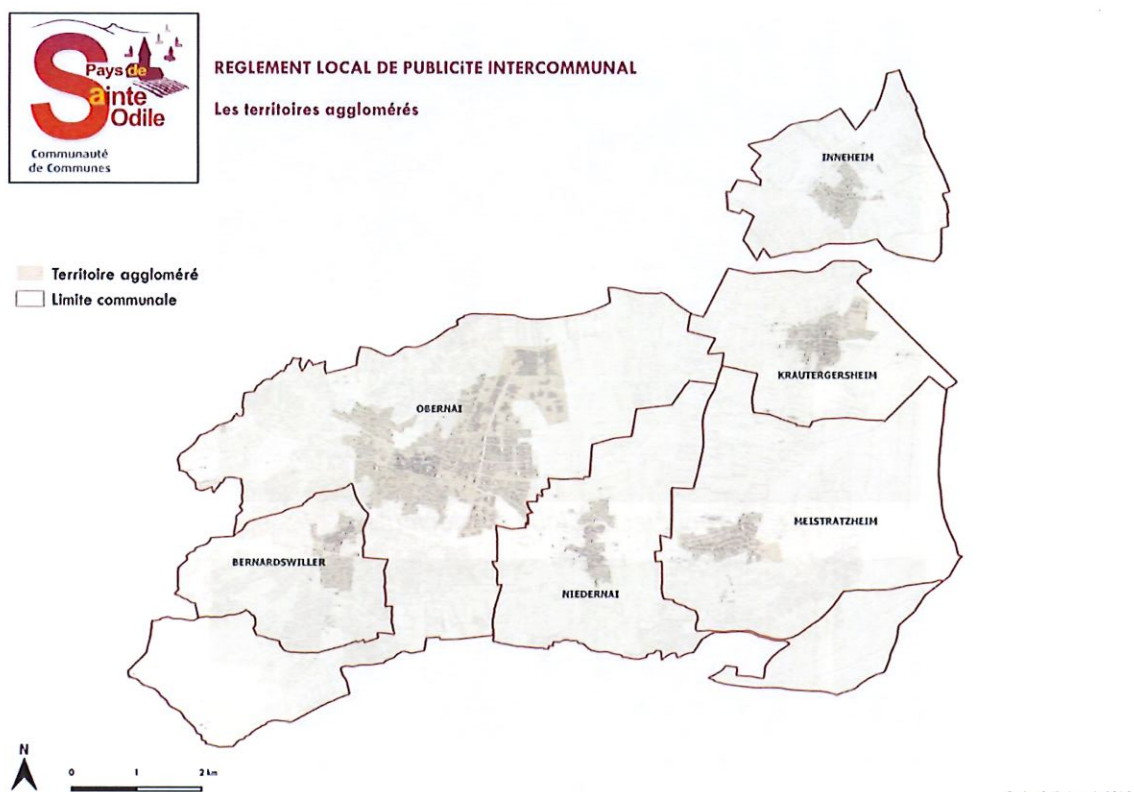 Pays de
Sainte
Odile
Communauté
de Communes
REGLEMENT LOCAL DE PUBLICITE INTERCOMMUNAL
Les territoires agglomérés
Territoire aggloméré
Limite communale
INNEHEIM
KRAUTERGERSHEIM
OBERNAI
MEISTRATZHEIM
BERNARDSWILLER
NIEDERNAI
N
0 1 2 km